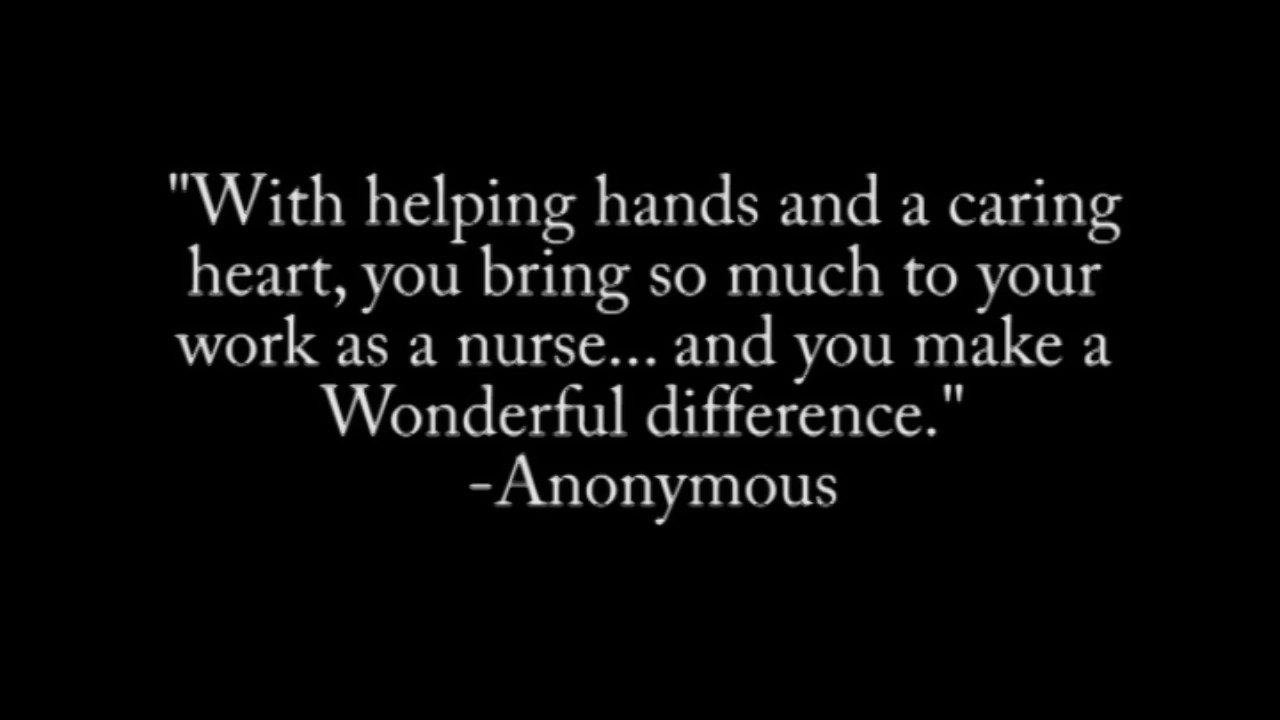 "With helping hands and a caring
heart, you bring so much to your
work as a nurse... and you make a
Wonderful difference."
-Anonymous